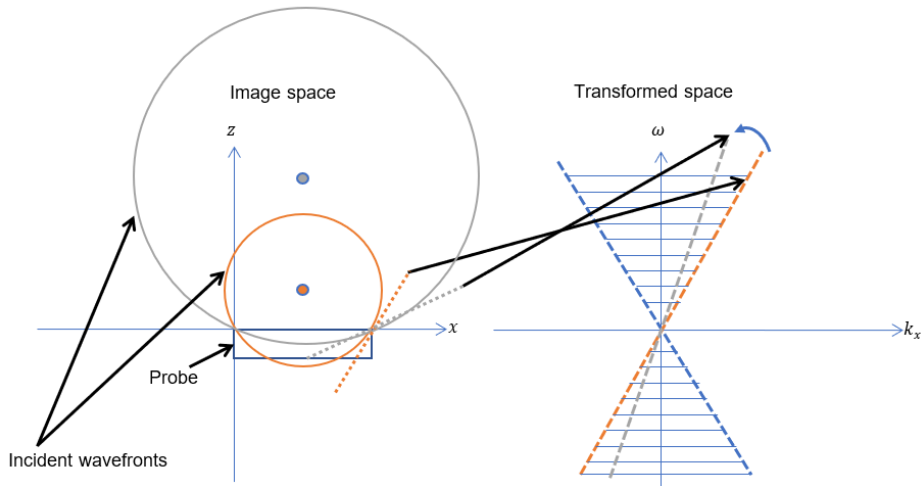 Image space
Transformed space
z
ω
x
k_x
Probe
Incident wavefronts